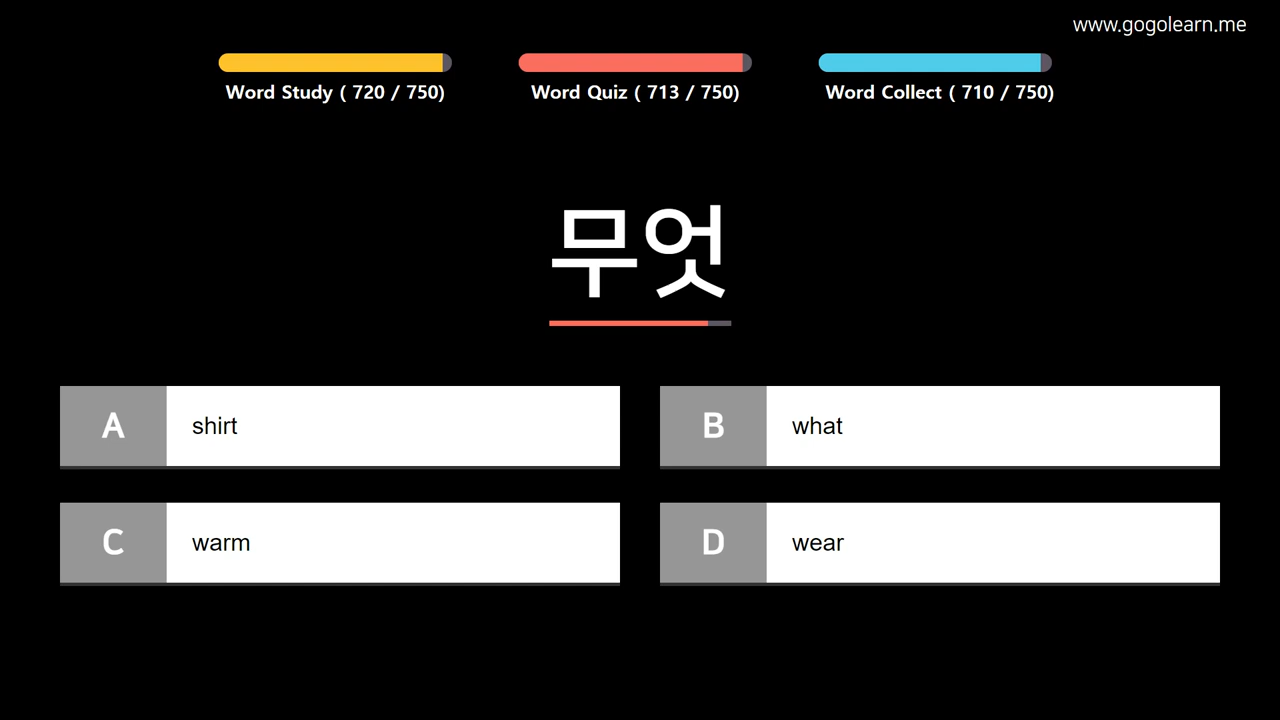 www.gogolearn.me
Word Study ( 720 / 750)
Word Quiz ( 713 / 750)
Word Collect ( 710 / 750)
무엇
A shirt
B what
C warm
D wear